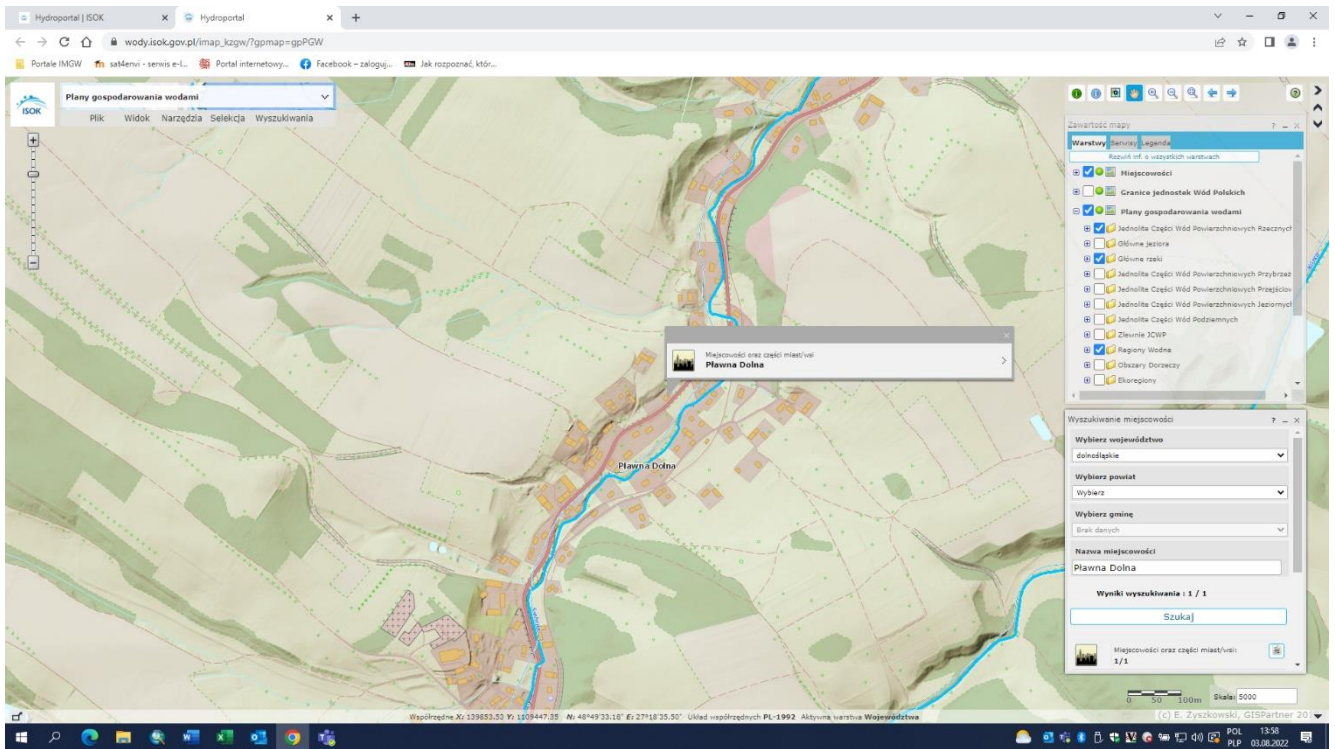 Hydroportal | ISOK
Hydroportal
wody.isok.gov.pl/imap_kzgw/?gpmap=gpPGW
Portale IMGW
sat4envi - serwis e-l...
Portal internetowy...
Facebook – zaloguj...
Jak rozpoznać, któr...
ISOK
Plany gospodarowania wodami
Plik Widok Narzędzia Selekcja Wyszukiwania
Zawartość mapy
Warstwy Serwisy Legenda
Rozwiń inf. o wszystkich warstwach
Miejscowości
Granice jednostek Wód Polskich
Plany gospodarowania wodami
Jednolite Części Wód Powierzchniowych Rzecznych
Główne jeziora
Główne rzeki
Jednolite Części Wód Powierzchniowych Przybrzeż
Jednolite Części Wód Powierzchniowych Przejściow
Jednolite Części Wód Powierzchniowych Jeziornych
Jednolite Części Wód Podziemnych
Zlewnie JCWP
Regiony Wodne
Obszary Dorzeczy
Ekoregiony
Miejscowości oraz części miast/wsi
Pławna Dolna
Pławna Dolna
Wyszukiwanie miejscowości
Wybierz województwo
dolnośląskie
Wybierz powiat
Wybierz
Wybierz gminę
Brak danych
Nazwa miejscowości
Pławna Dolna
Wyniki wyszukiwania : 1 / 1
Szukaj
Miejscowości oraz części miast/wsi:
1/1
0 50 100m
Skala: 5000
Współrzędne X: 139853.53 Y: 1109447.35 N: 48°49'33.18" E: 27°18'35.50" Układ współrzędnych PL-1992 Aktywna warstwa Województwa
(c) E. Zyszkowski, GISPartner 20
POL
PLP
13:58
03.08.2022